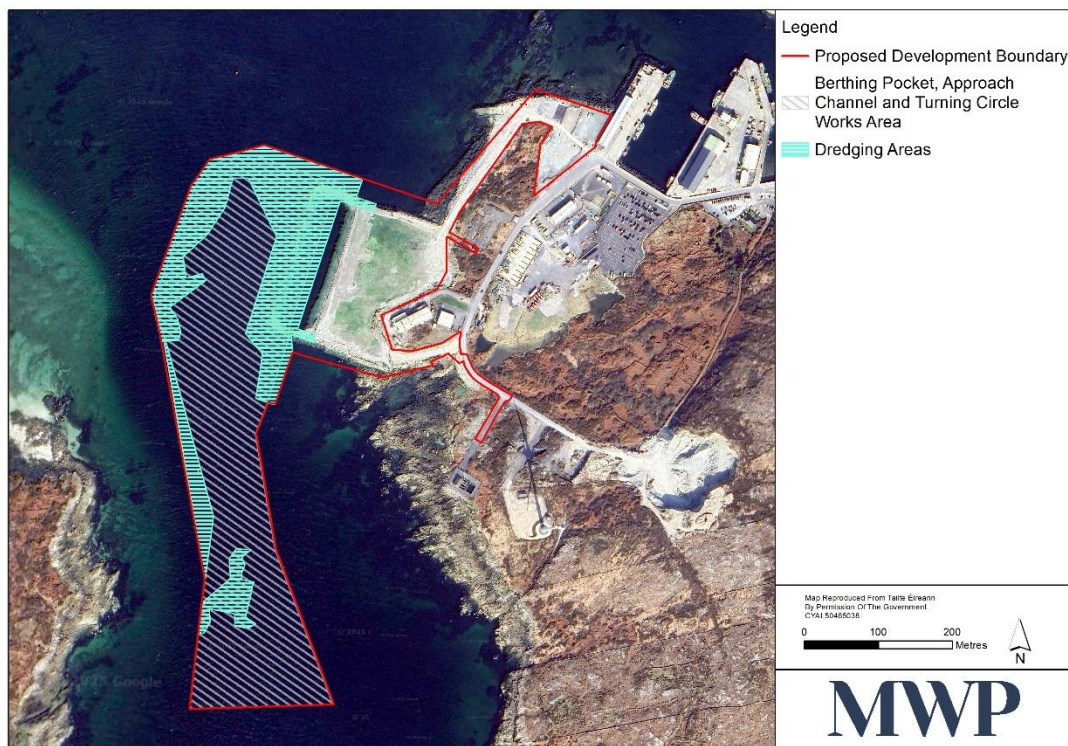 Legend
Proposed Development Boundary
Berthing Pocket, Approach
Channel and Turning Circle
Works Area
Dredging Areas
Map Reproduced From Tailte Éireann
By Permission Of The Government.
CYAL50465038
0 100 200
Metres
N
MWP